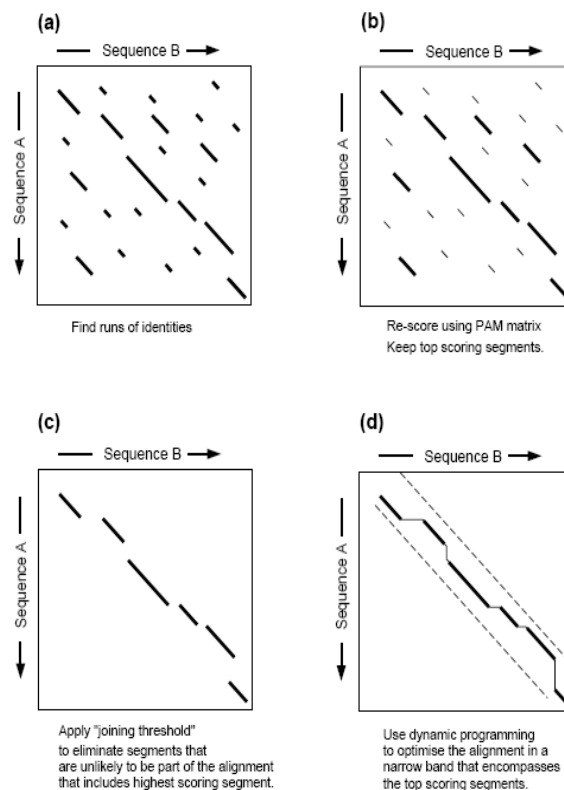 (a)
Sequence B
Sequence A
Find runs of identities
(b)
Sequence B
Sequence A
Re-score using PAM matrix
Keep top scoring segments.
(c)
Sequence B
Sequence A
Apply "joining threshold"
to eliminate segments that
are unlikely to be part of the alignment
that includes highest scoring segment.
(d)
Sequence B
Sequence A
Use dynamic programming
to optimise the alignment in a
narrow band that encompasses
the top scoring segments.